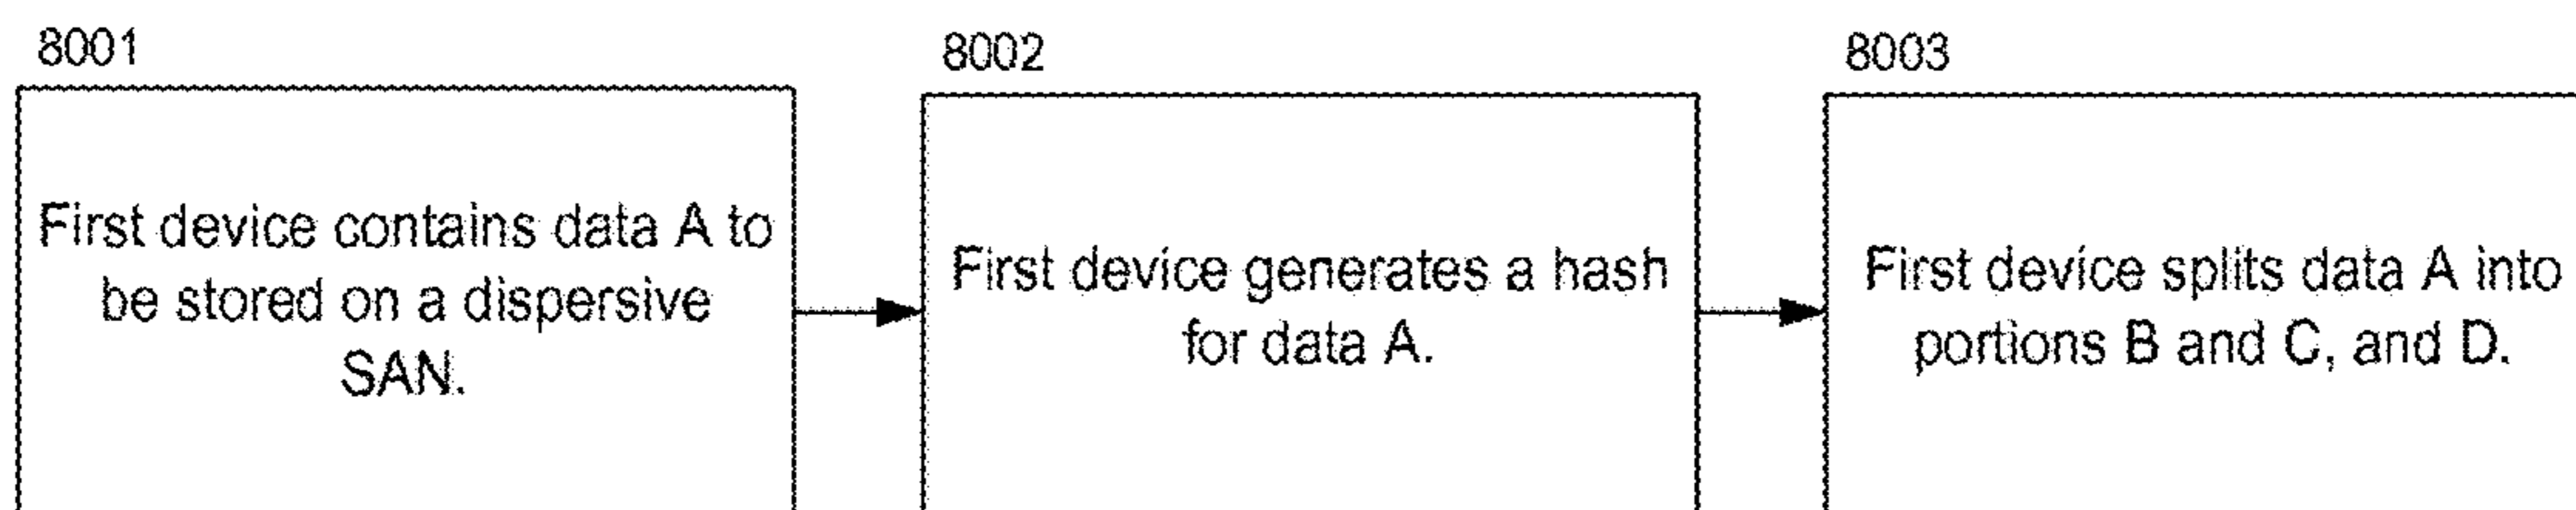 8001
First device contains data A to
be stored on a dispersive
SAN.
8002
First device generates a hash
for data A.
8003
First device splits data A into
portions B and C, and D.